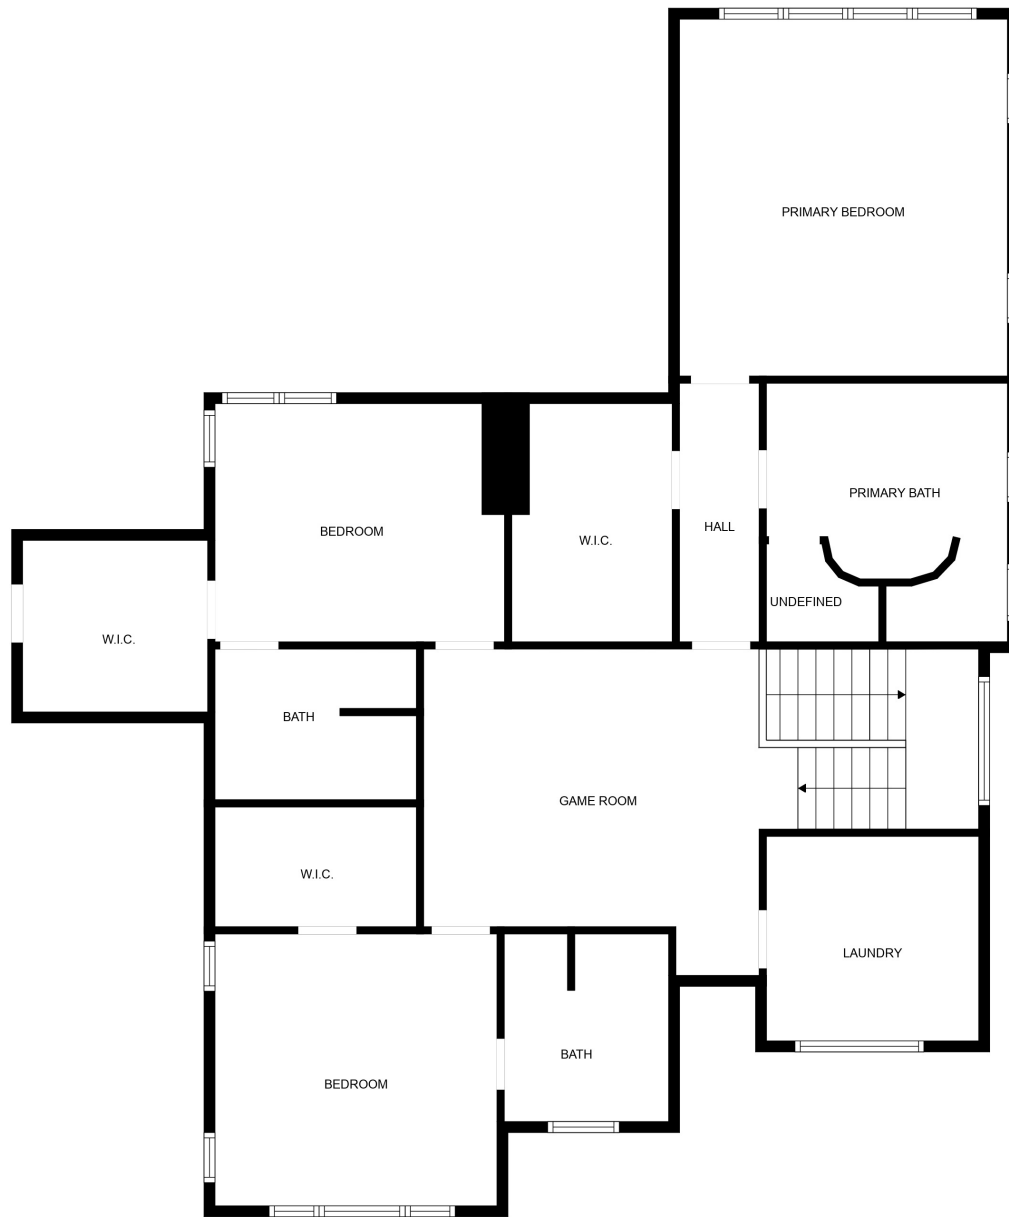 PRIMARY BEDROOM
PRIMARY BATH
HALL
BEDROOM
W.I.C.
UNDEFINED
W.I.C.
BATH
GAME ROOM
W.I.C.
LAUNDRY
BATH
BEDROOM